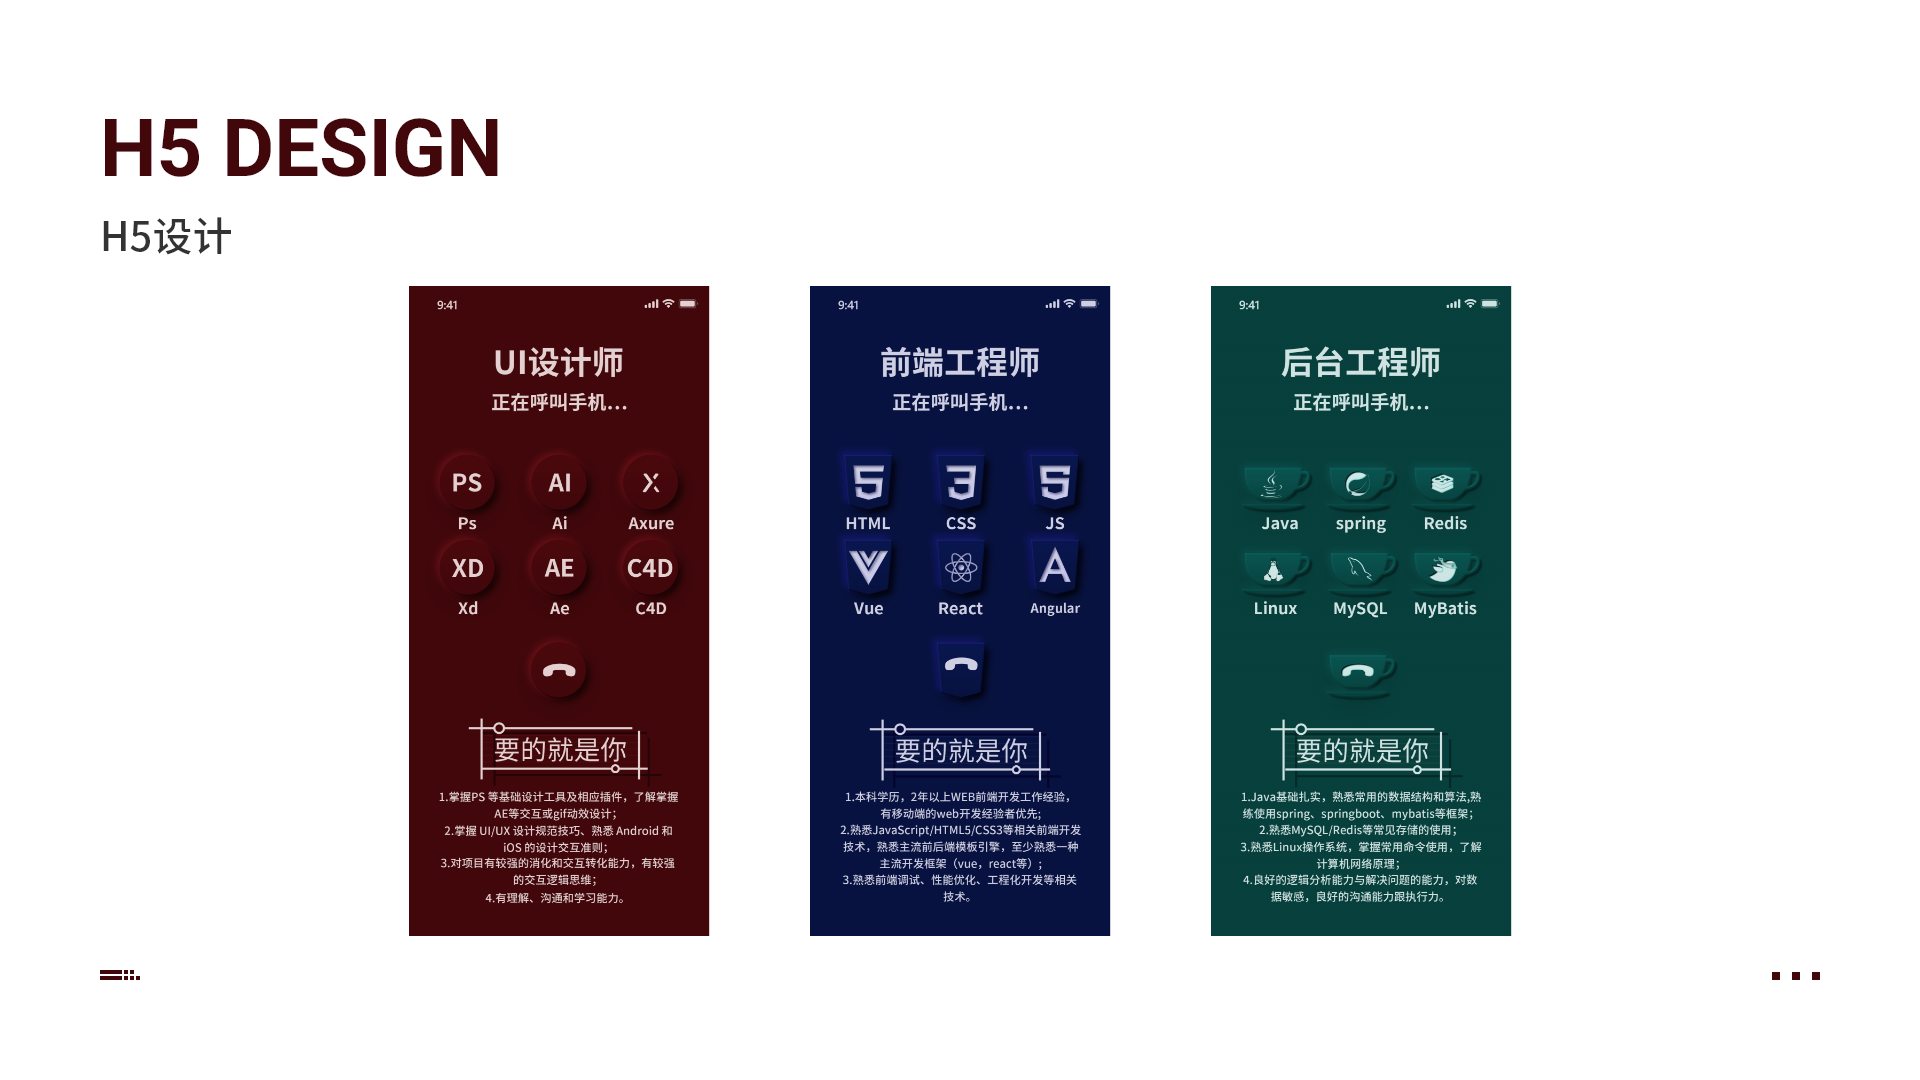 H5 DESIGN
H5设计
9:41
UI设计师
正在呼叫手机...
PS AI X
Ps Ai Axure
XD AE C4D
Xd Ae C4D
要的就是你
1.掌握PS 等基础设计工具及相应插件，了解掌握
AE等交互或gif动效设计；
2.掌握 UI/UX 设计规范技巧、熟悉 Android 和
iOS 的设计交互准则；
3.对项目有较强的消化和交互转化能力，有较强
的交互逻辑思维；
4.有理解、沟通和学习能力。
9:41
前端工程师
正在呼叫手机...
5 3 5
HTML CSS JS
A
Vue React Angular
要的就是你
1.本科学历，2年以上WEB前端开发工作经验，
有移动端的web开发经验者优先;
2.熟悉JavaScript/HTML5/CSS3等相关前端开发
技术，熟悉主流前后端模板引擎，至少熟悉一种
主流开发框架（vue，react等）;
3.熟悉前端调试、性能优化、工程化开发等相关
技术。
9:41
后台工程师
正在呼叫手机...
Java spring Redis
Linux MySQL MyBatis
要的就是你
1.Java基础扎实，熟悉常用的数据结构和算法,熟
练使用spring、springboot、mybatis等框架；
2.熟悉MySQL/Redis等常见存储的使用；
3.熟悉Linux操作系统，掌握常用命令使用，了解
计算机网络原理；
4.良好的逻辑分析能力与解决问题的能力，对数
据敏感，良好的沟通能力跟执行力。